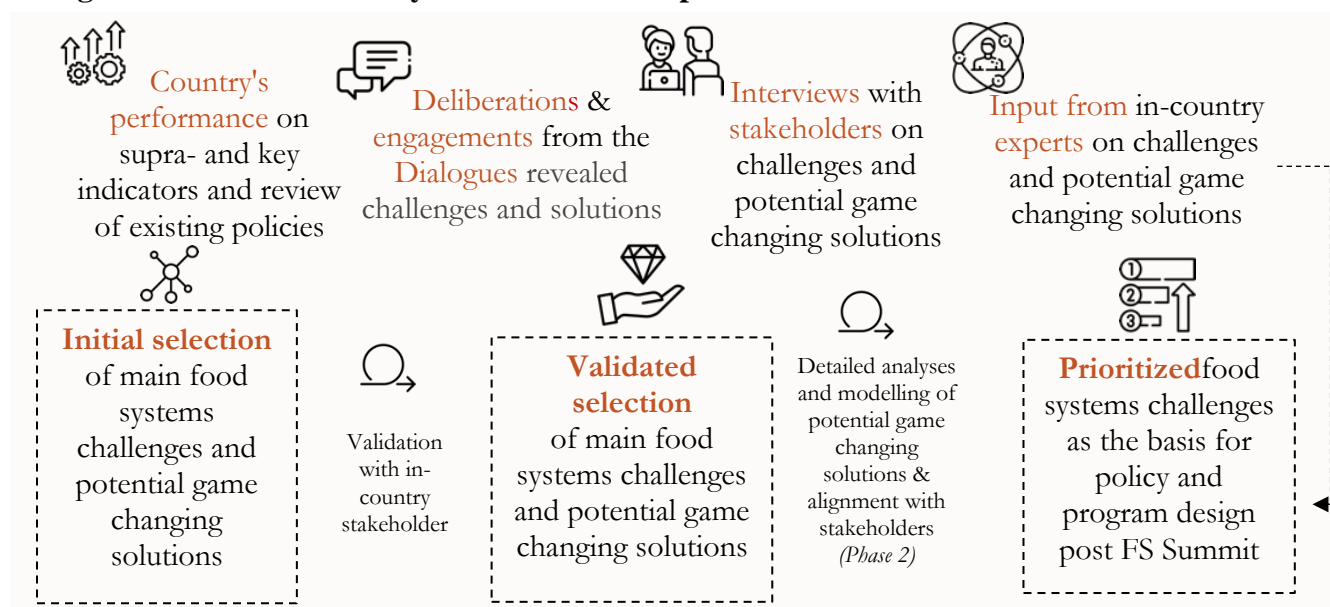 Country's
performance on
supra- and key
indicators and review
of existing policies
Deliberations &
engagements from the
Dialogues revealed
challenges and solutions
Interviews with
stakeholders on
challenges and
potential game
changing solutions
Input from in-country
experts on challenges
and potential game
changing solutions
Initial selection
of main food
systems
challenges and
potential game
changing
solutions
Validation
with in-
country
stakeholder
Validated
selection
of main food
systems challenges
and potential game
changing solutions
Detailed analyses
and modelling of
potential game
changing
solutions &
alignment with
stakeholders
(Phase 2)
1
2
3
Prioritizedfood
systems challenges
as the basis for
policy and
program design
post FS Summit